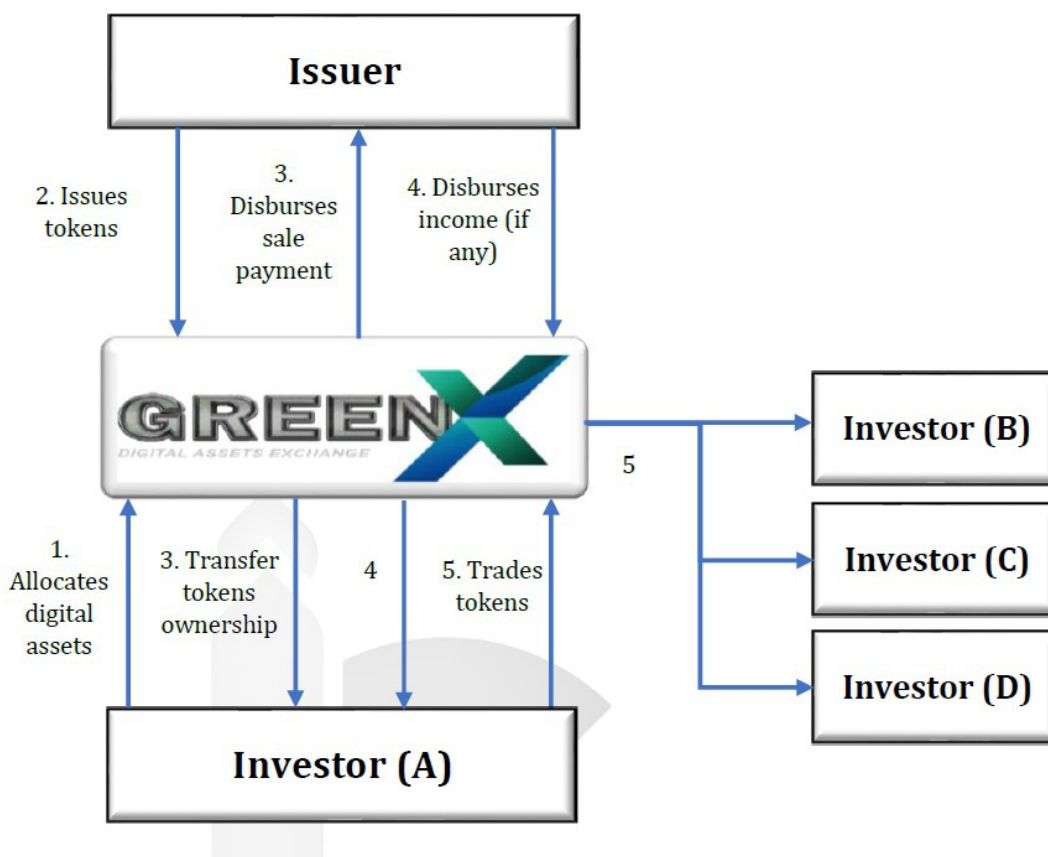 Issuer
2. Issues
tokens
3.
Disburses
sale
payment
4. Disburses
income (if
any)
GREENX
DIGITAL ASSETS EXCHANGE
5
Investor (B)
Investor (C)
Investor (D)
1.
Allocates
digital
assets
3. Transfer
tokens
ownership
4
5. Trades
tokens
Investor (A)